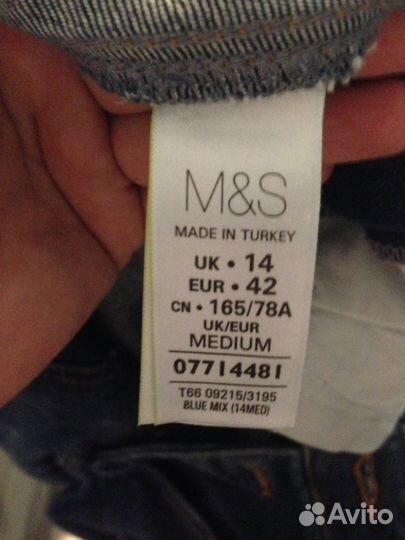 M&S
MADE IN TURKEY
UK • 14
EUR • 42
CN • 165/78A
UK/EUR
MEDIUM
07714481
T66 09215/3195
BLUE MIX (14MED)
Avito